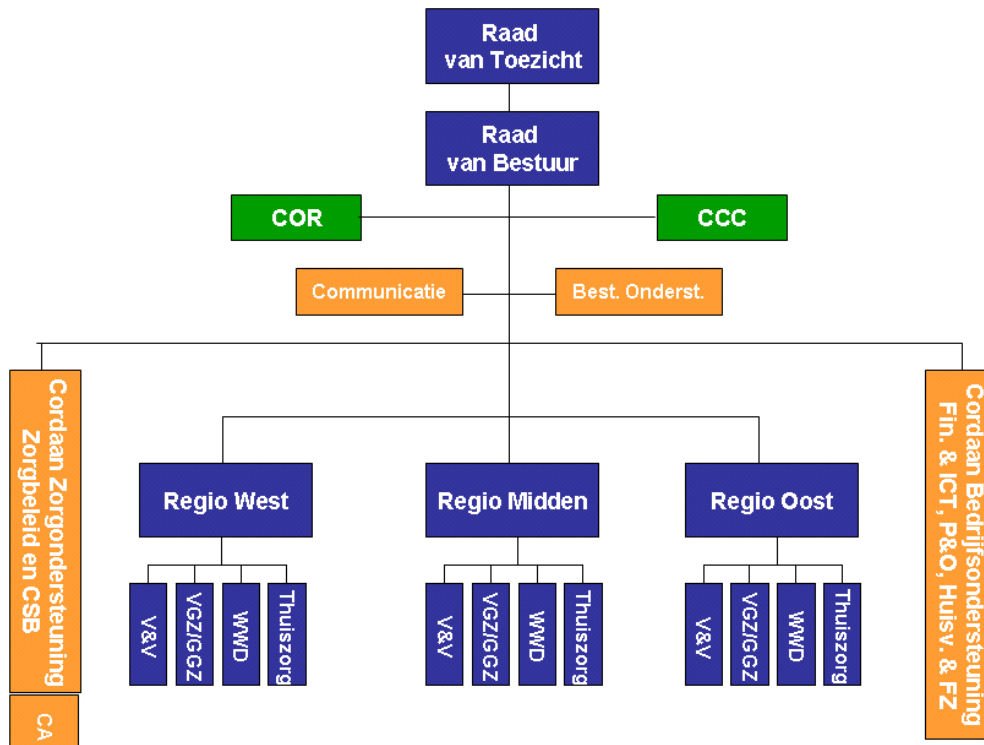 Raad
van Toezicht
Raad
van Bestuur
COR
CCC
Communicatie
Best. Onderst.
Cordaan Zorgondersteuning
Zorgbeleid en CSB
CA
Cordaan Bedrijfsondersteuning
Fin. & ICT, P&O, Huisv. & FZ
Regio West
Regio Midden
Regio Oost
V&V
VGZ/GGZ
WWD
Thuiszorg
V&V
VGZ/GGZ
WWD
Thuiszorg
V&V
VGZ/GGZ
WWD
Thuiszorg